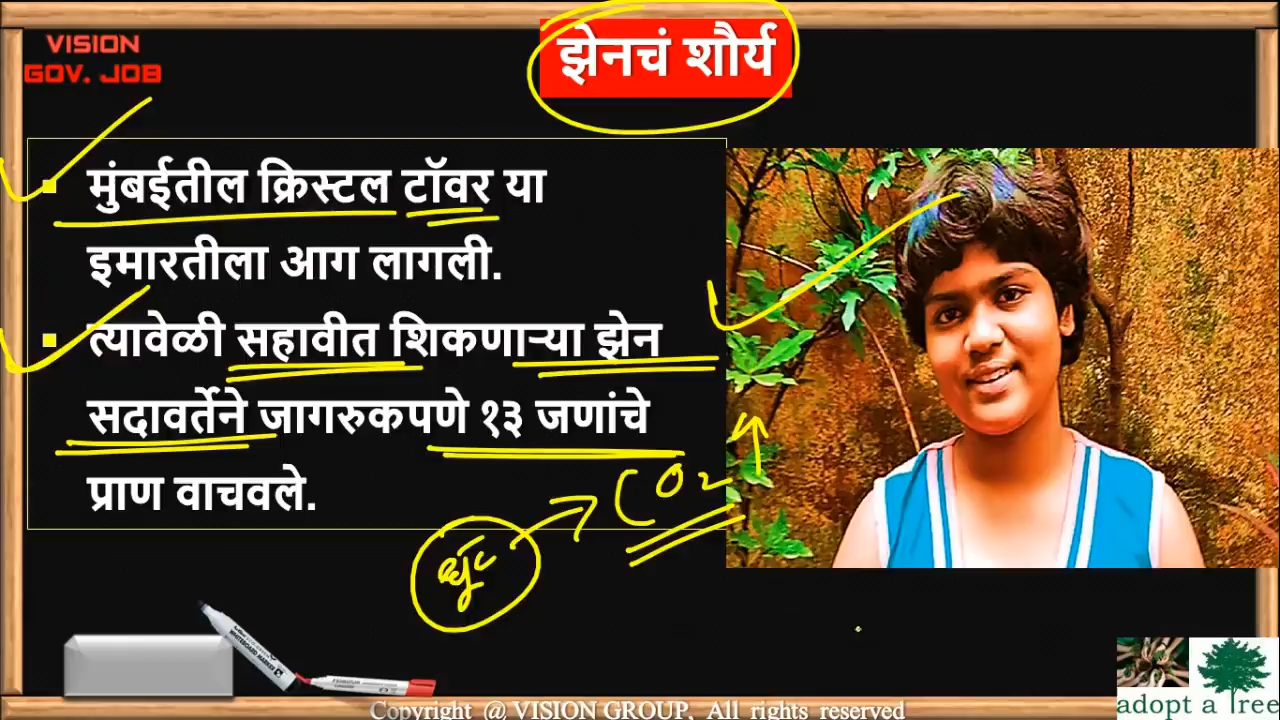 VISION
GOV. JOB
झेनचं शौर्य
▪ मुंबईतील क्रिस्टल टॉवर या
इमारतीला आग लागली.
▪ त्यावेळी सहावीत शिकणाऱ्या झेन
सदावर्तेने जागरुकपणे १३ जणांचे
प्राण वाचवले.
CO2
Copyright @ VISION GROUP, All rights reserved
adopt a Tree